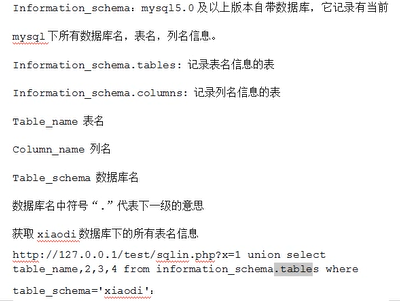 Information_schema：mysql5.0 及以上版本自带数据库，它记录有当前
mysql 下所有数据库名，表名，列名信息。
Information_schema.tables：记录表名信息的表
Information_schema.columns：记录列名信息的表
Table_name 表名
Column_name 列名
Table_schema 数据库名
数据库名中符号“.”代表下一级的意思
获取 xiaodi 数据库下的所有表名信息
http://127.0.0.1/test/sqlin.php?x=1 union select
table_name,2,3,4 from information_schema.tables where
table_schema='xiaodi'；